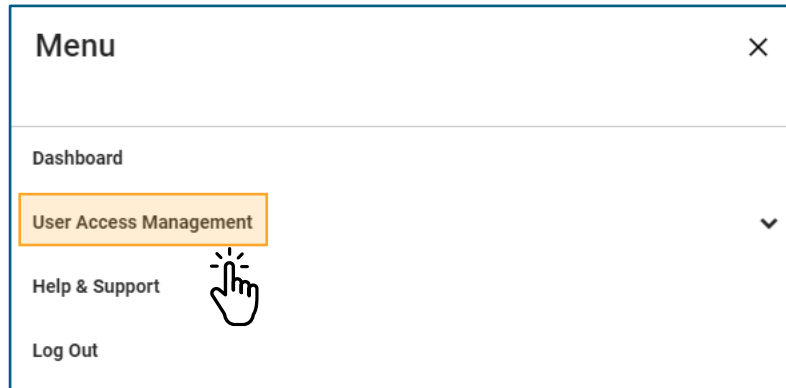 Menu
Dashboard
User Access Management
Help & Support
Log Out